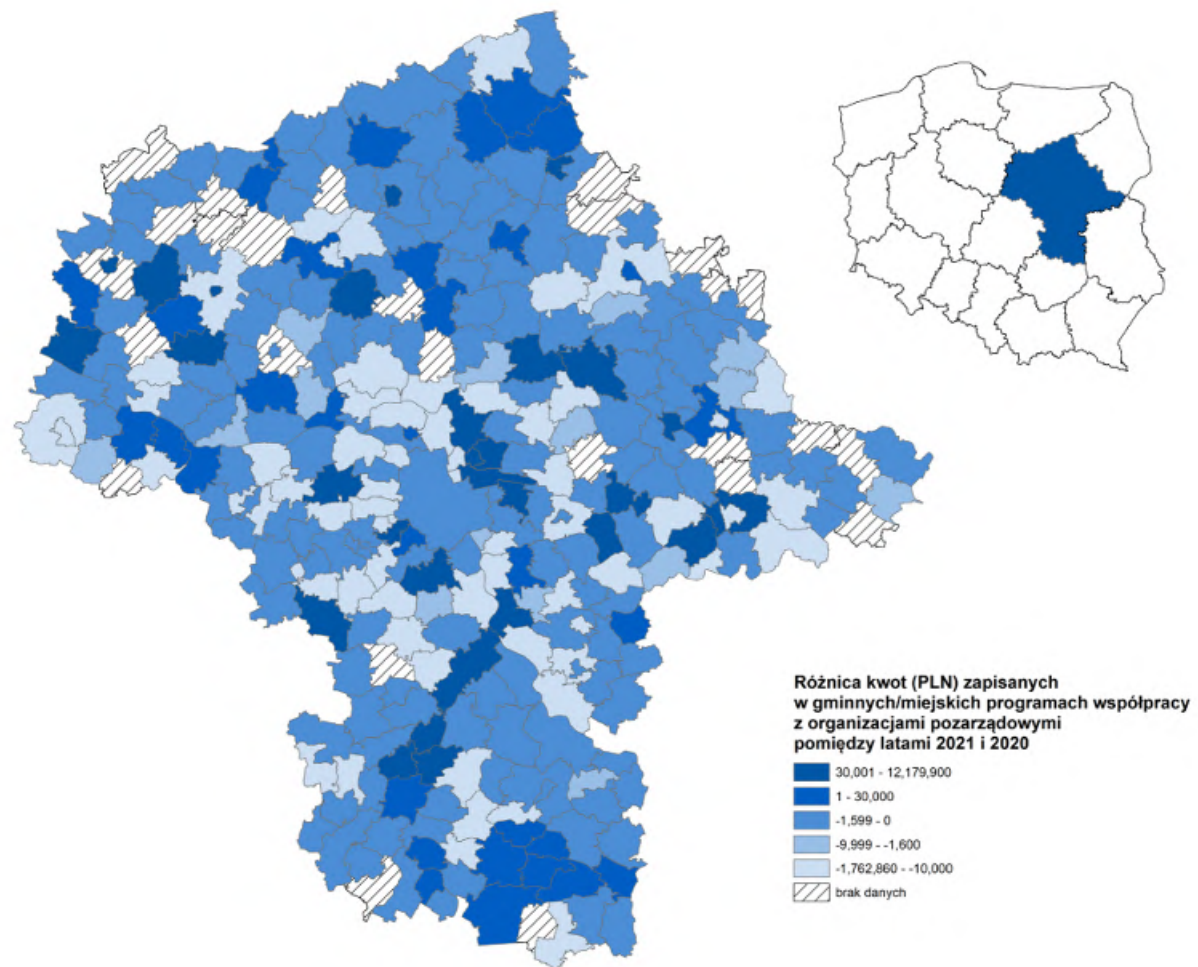 Różnica kwot (PLN) zapisanych
w gminnych/miejskich programach współpracy
z organizacjami pozarządowymi
pomiędzy latami 2021 i 2020
30,001 - 12,179,900
1 - 30,000
-1,599 - 0
-9,999 - -1,600
-1,762,860 - -10,000
brak danych